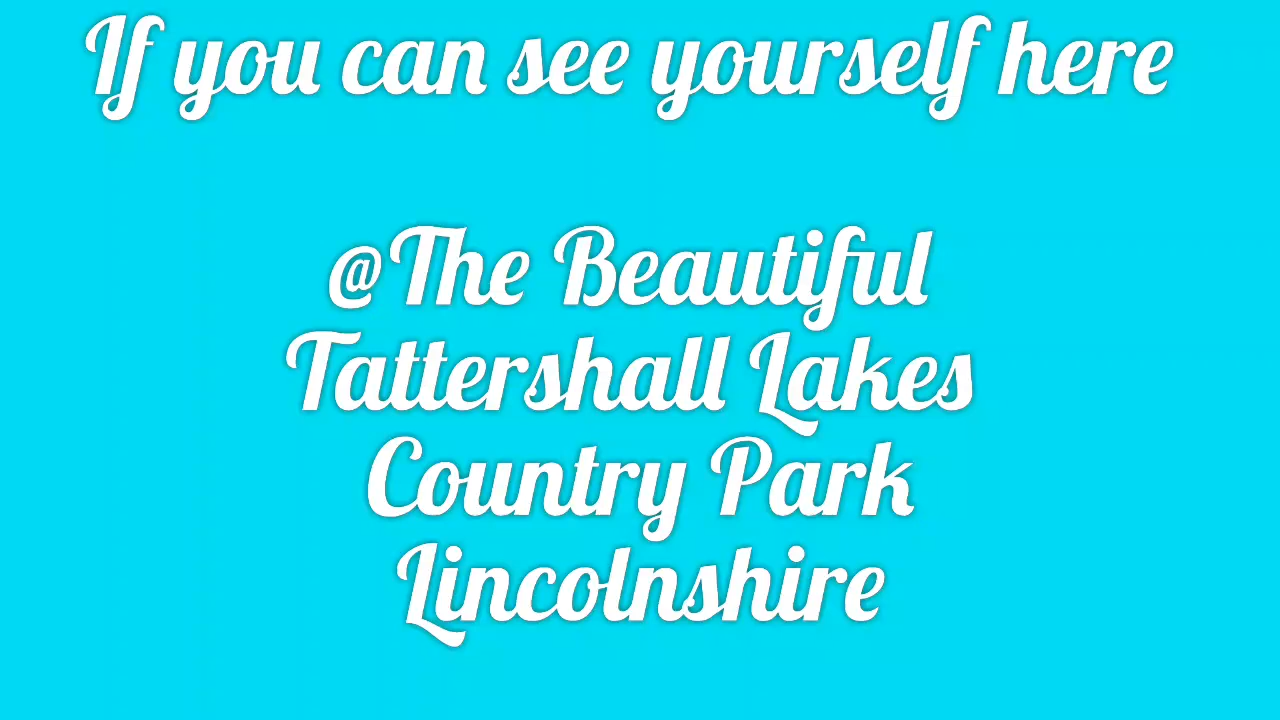 If you can see yourself here
@The Beautiful
Tattershall Lakes
Country Park
Lincolnshire